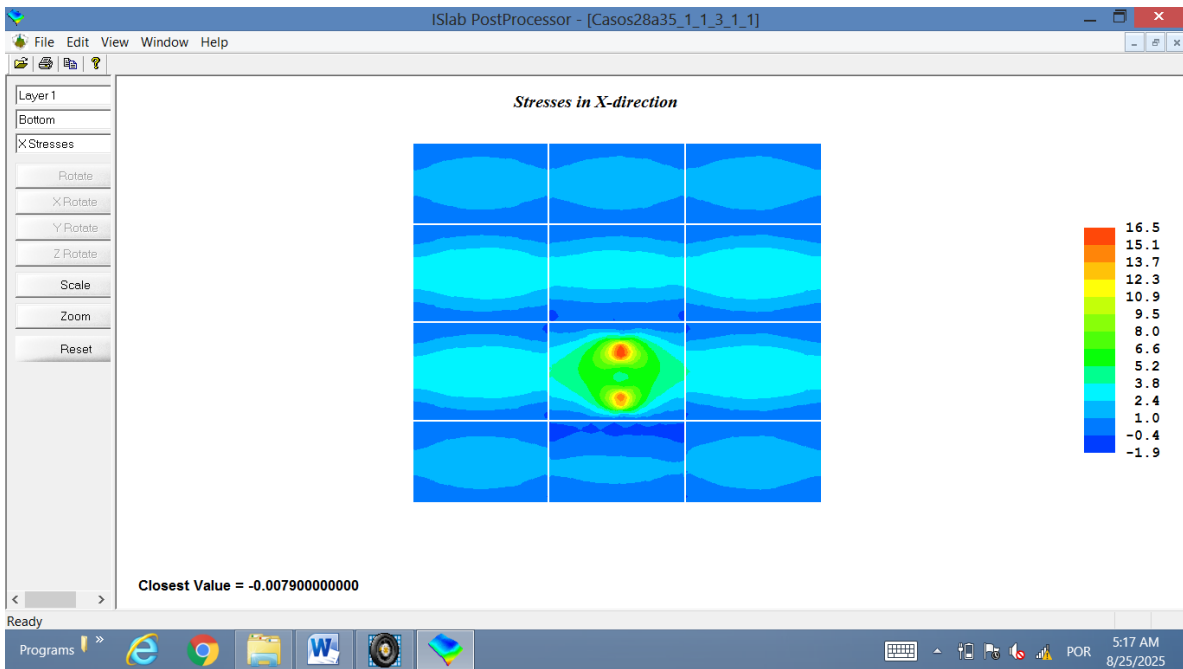 ISlab PostProcessor - [Casos28a35_1_1_3_1_1]
File Edit View Window Help
Layer1
Bottom
X Stresses
Rotate
X Rotate
Y Rotate
Z Rotate
Scale
Zoom
Reset
Stresses in X-direction
16.5
15.1
13.7
12.3
10.9
9.5
8.0
6.6
5.2
3.8
2.4
1.0
-0.4
-1.9
Closest Value = -0.007900000000
Ready
Programs
POR
5:17 AM
8/25/2025